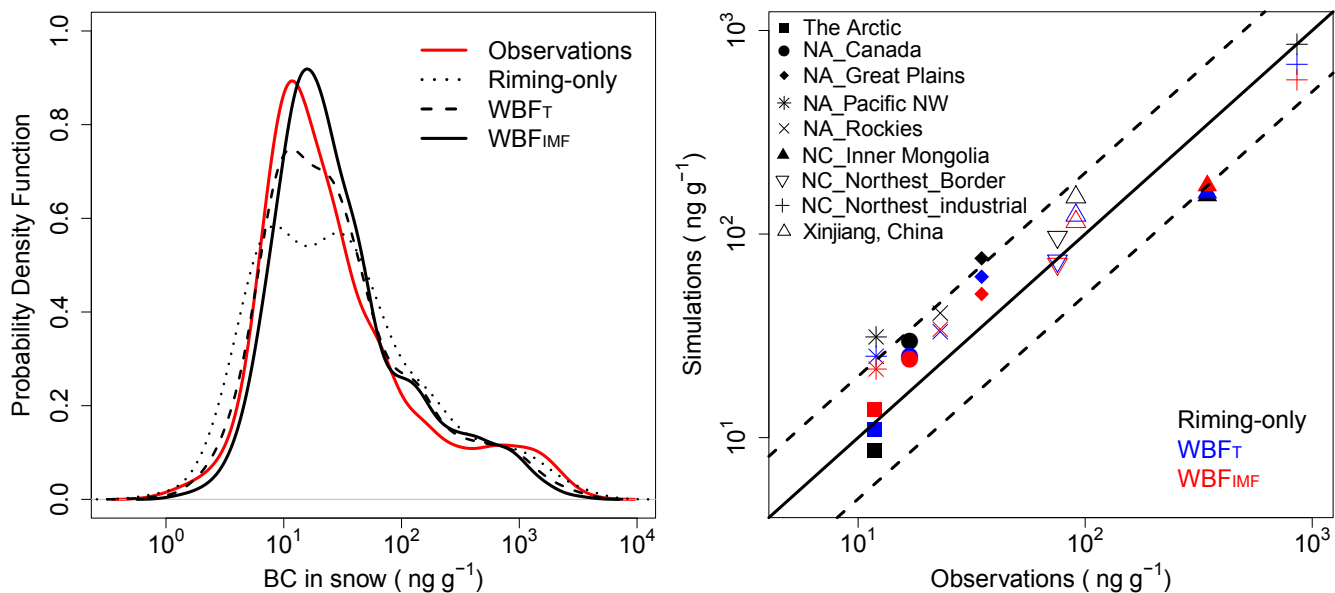 Probability Density Function
1.0
0.8
0.6
0.4
0.2
0.0
Observations
Riming-only
WBFT
WBFIMF
10⁰
10¹
10²
10³
10⁴
BC in snow ( ng g⁻¹)
Simulations ( ng g⁻¹)
10³
10²
10¹
The Arctic
NA_Canada
NA_Great Plains
NA_Pacific NW
NA_Rockies
NC_Inner Mongolia
NC_Northest_Border
NC_Northest_industrial
Xinjiang, China
Riming-only
WBFT
WBFIMF
10¹
10²
10³
Observations ( ng g⁻¹)